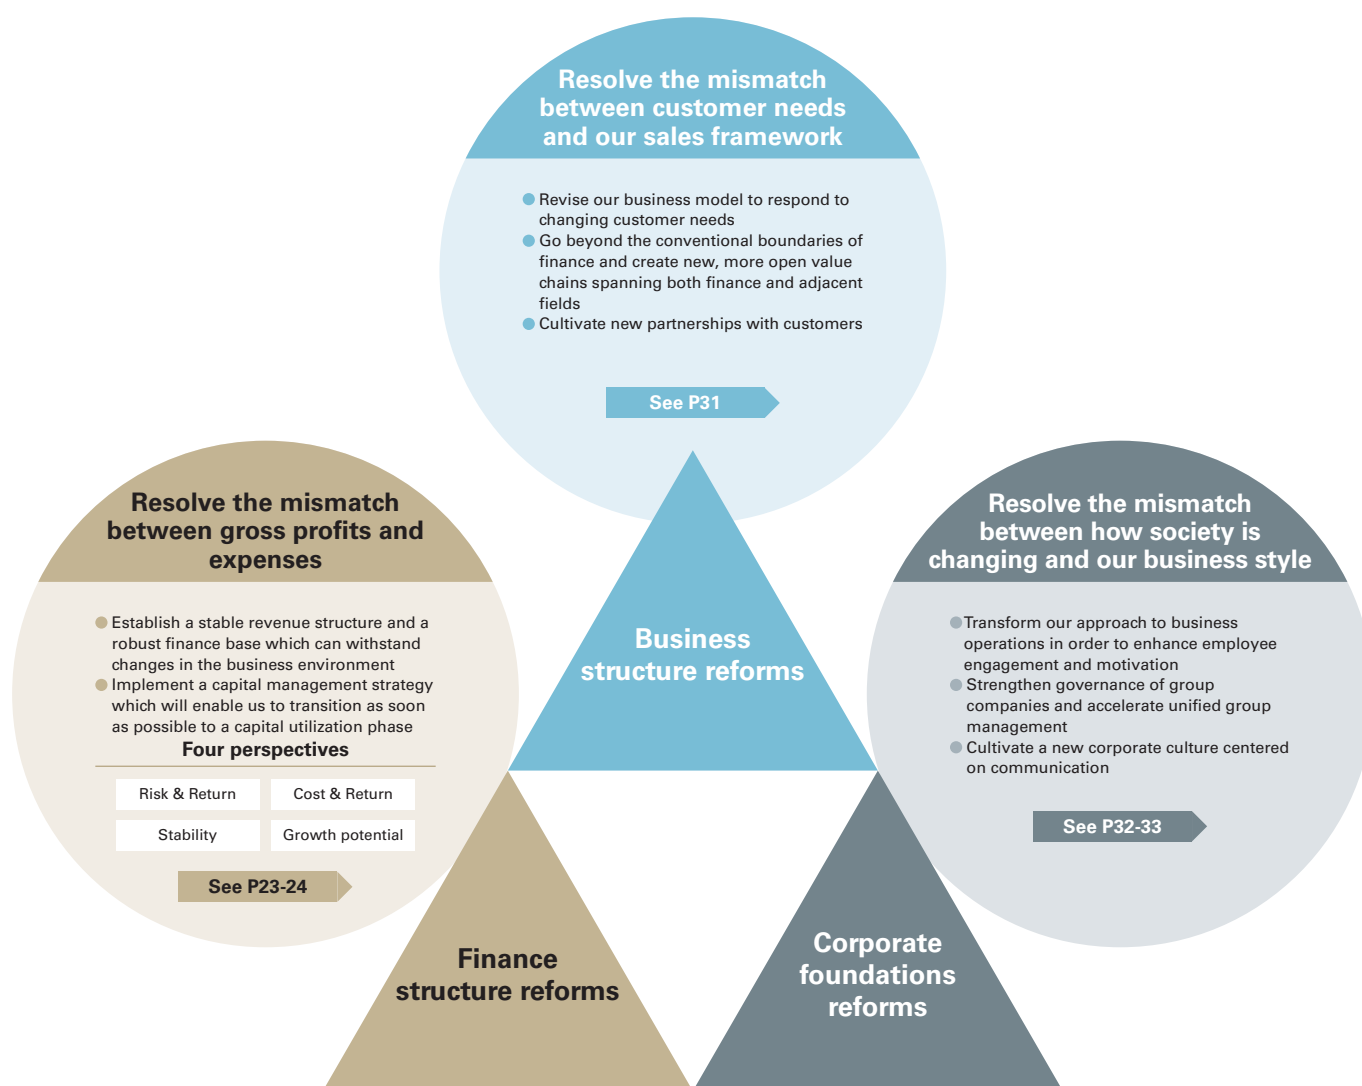 Resolve the mismatch
between customer needs
and our sales framework
Revise our business model to respond to
changing customer needs
Go beyond the conventional boundaries of
finance and create new, more open value
chains spanning both finance and adjacent
fields
Cultivate new partnerships with customers
See P31
Business
structure reforms
Resolve the mismatch
between gross profits and
expenses
Establish a stable revenue structure and a
robust finance base which can withstand
changes in the business environment
Implement a capital management strategy
which will enable us to transition as soon
as possible to a capital utilization phase
Four perspectives
Risk & Return
Cost & Return
Stability
Growth potential
See P23-24
Finance
structure reforms
Resolve the mismatch
between how society is
changing and our business style
Transform our approach to business
operations in order to enhance employee
engagement and motivation
Strengthen governance of group
companies and accelerate unified group
management
Cultivate a new corporate culture centered
on communication
See P32-33
Corporate
foundations
reforms